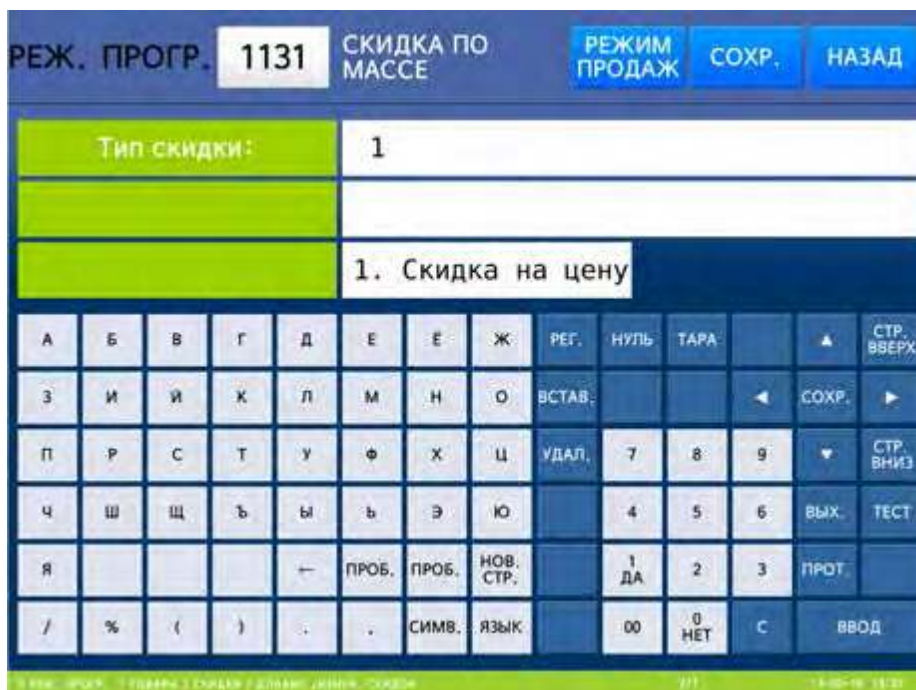 РЕЖ. ПРОГР. 1131 СКИДКА ПО МАССЕ РЕЖИМ ПРОДАЖ СОХР. НАЗАД
Тип скидки: 1
1. Скидка на цену
А Б В Г Д Е Ё Ж РЕГ. НУЛЬ ТАРА ▲ СТР. ВВЕРХ
З И Й К Л М Н О ВСТАВ. ◄ СОХР. ►
П Р С Т У Ф Х Ц УДАЛ. 7 8 9 ▼ СТР. ВНИЗ
Ч Ш Щ Ъ Ы Ь Э Ю 4 5 6 ВЫХ. ТЕСТ
Я ← ПРОБ. ПРОБ. НОВ. СТР. 1 ДА 2 3 ПРОТ.
/ % ( ) . . СИМВ. ЯЗЫК 00 0 НЕТ С ВВОД